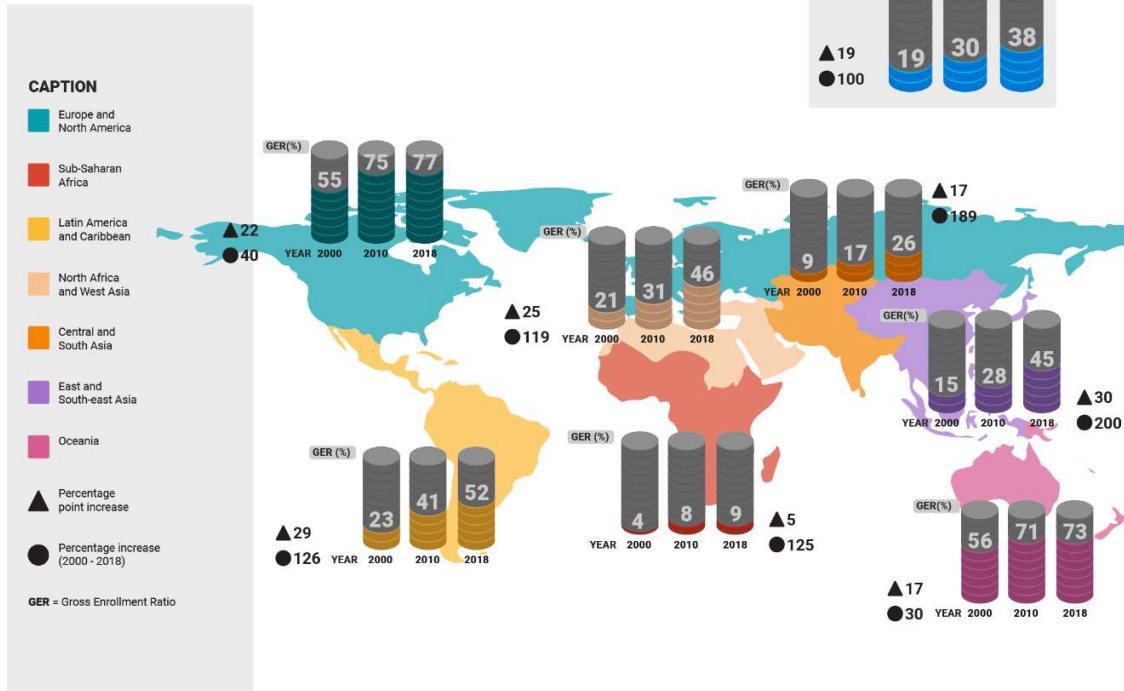 19 30 38
▲19
●100
CAPTION
Europe and
North America
Sub-Saharan
Africa
Latin America
and Caribbean
North Africa
and West Asia
Central and
South Asia
East and
South-east Asia
Oceania
Percentage
point increase
Percentage increase
(2000 - 2018)
GER = Gross Enrollment Ratio
GER(%)
55 75 77
▲22
●40
YEAR 2000 2010 2018
GER (%)
21 31 46
▲25
●119
YEAR 2000 2010 2018
GER(%)
9 17 26
▲17
●189
YEAR 2000 2010 2018
GER(%)
15 28 45
▲30
●200
YEAR 2000 2010 2018
GER (%)
23 41 52
▲29
●126
YEAR 2000 2010 2018
GER (%)
4 8 9
▲5
●125
YEAR 2000 2010 2018
GER(%)
56 71 73
▲17
●30
YEAR 2000 2010 2018